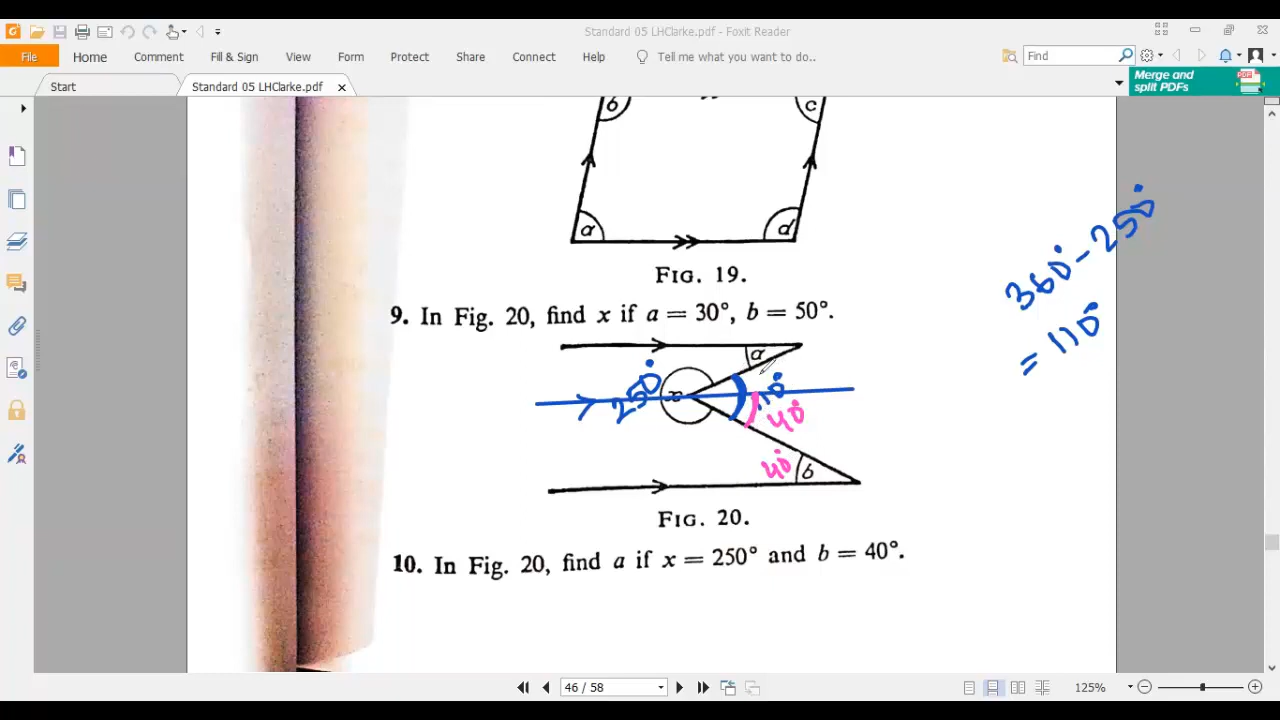 Standard 05 LHClarke.pdf - Foxit Reader
File Home Comment Fill & Sign View Form Protect Share Connect Help Tell me what you want to do.. Find
Start Standard 05 LHClarke.pdf
Merge and
split PDFs
b c
a d
FIG. 19.
360° - 250°
= 110°
9. In Fig. 20, find x if a = 30°, b = 50°.
a
250° x 110°
40°
40° b
FIG. 20.
10. In Fig. 20, find a if x = 250° and b = 40°.
46 / 58 125%